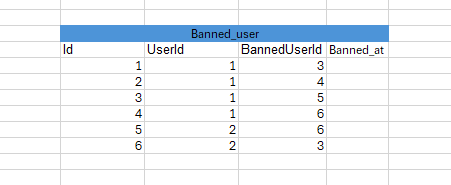 Banned_user
Id UserId BannedUserId Banned_at
1 1 3
2 1 4
3 1 5
4 1 6
5 2 6
6 2 3